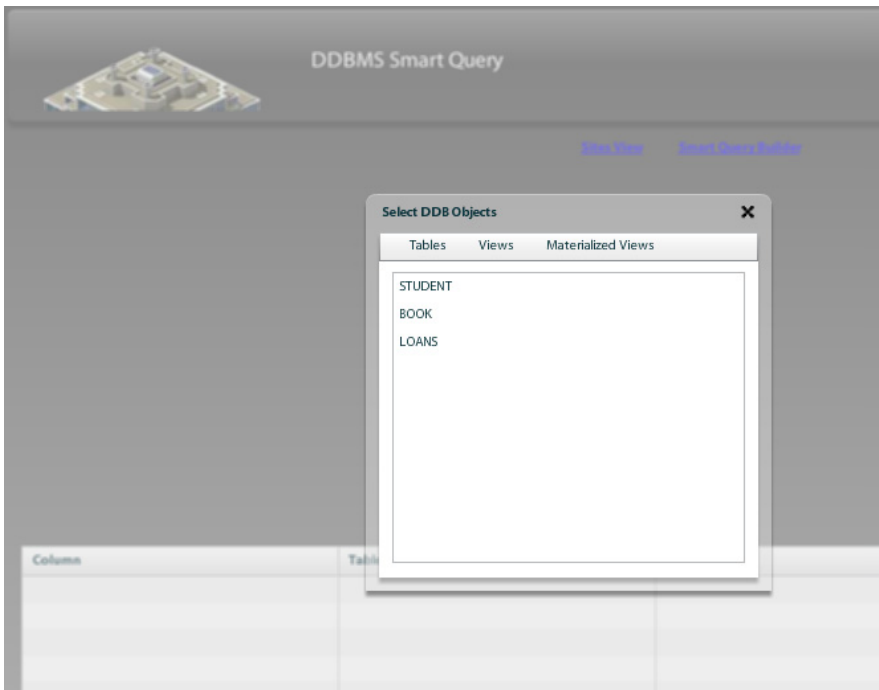 DDBMS Smart Query
Sites View Smart Query Builder
Select DDB Objects
Tables Views Materialized Views
STUDENT
BOOK
LOANS
Column